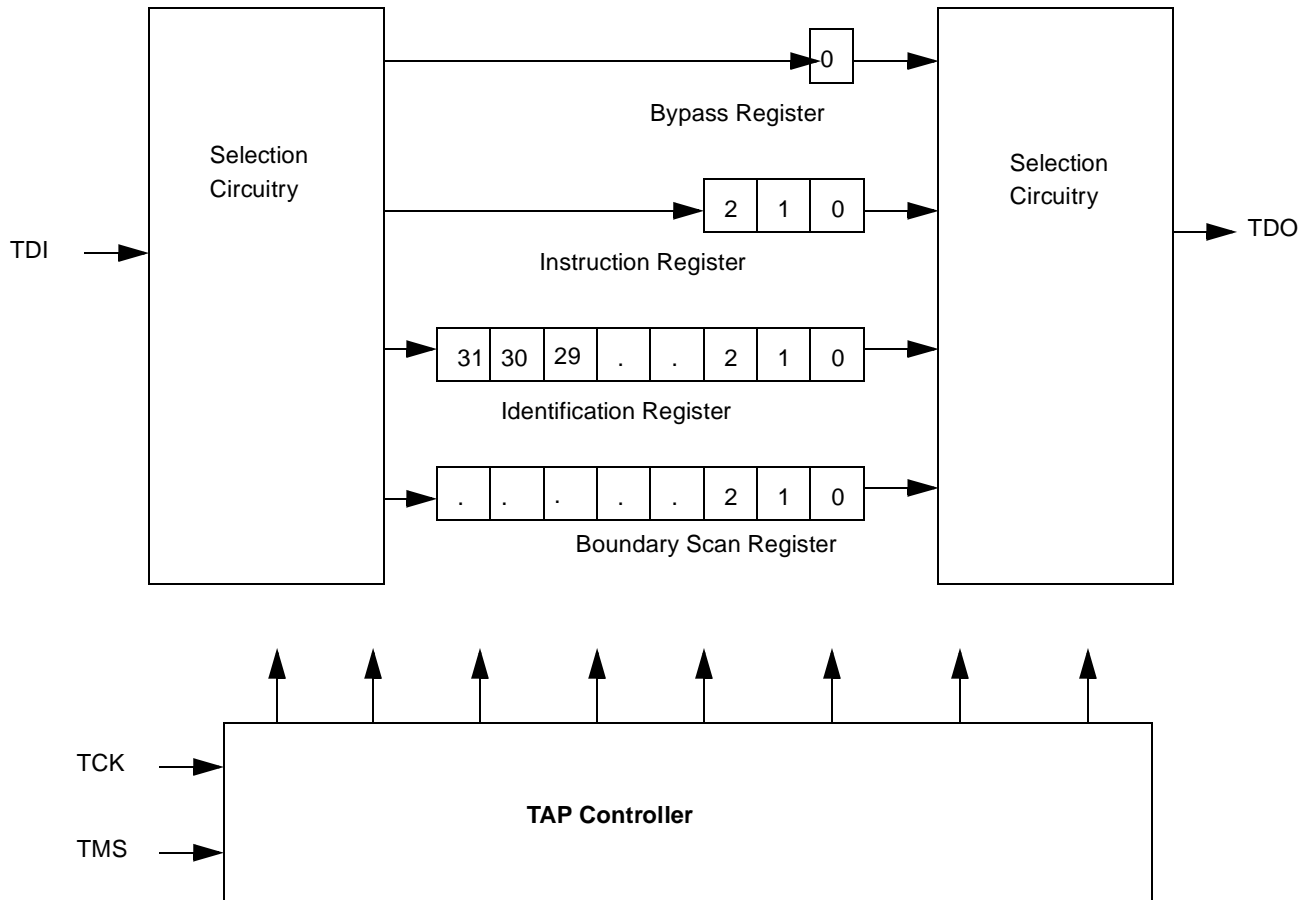 0
Bypass Register
Selection
Circuitry
Selection
Circuitry
2 1 0
TDI
TDO
Instruction Register
31 30 29 . . 2 1 0
Identification Register
. . . . . 2 1 0
Boundary Scan Register
TCK
TAP Controller
TMS